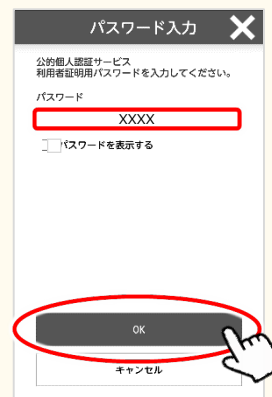 パスワード入力
公的個人認証サービス
利用者証明用パスワードを入力してください。
パスワード
XXXX
パスワードを表示する
OK
キャンセル